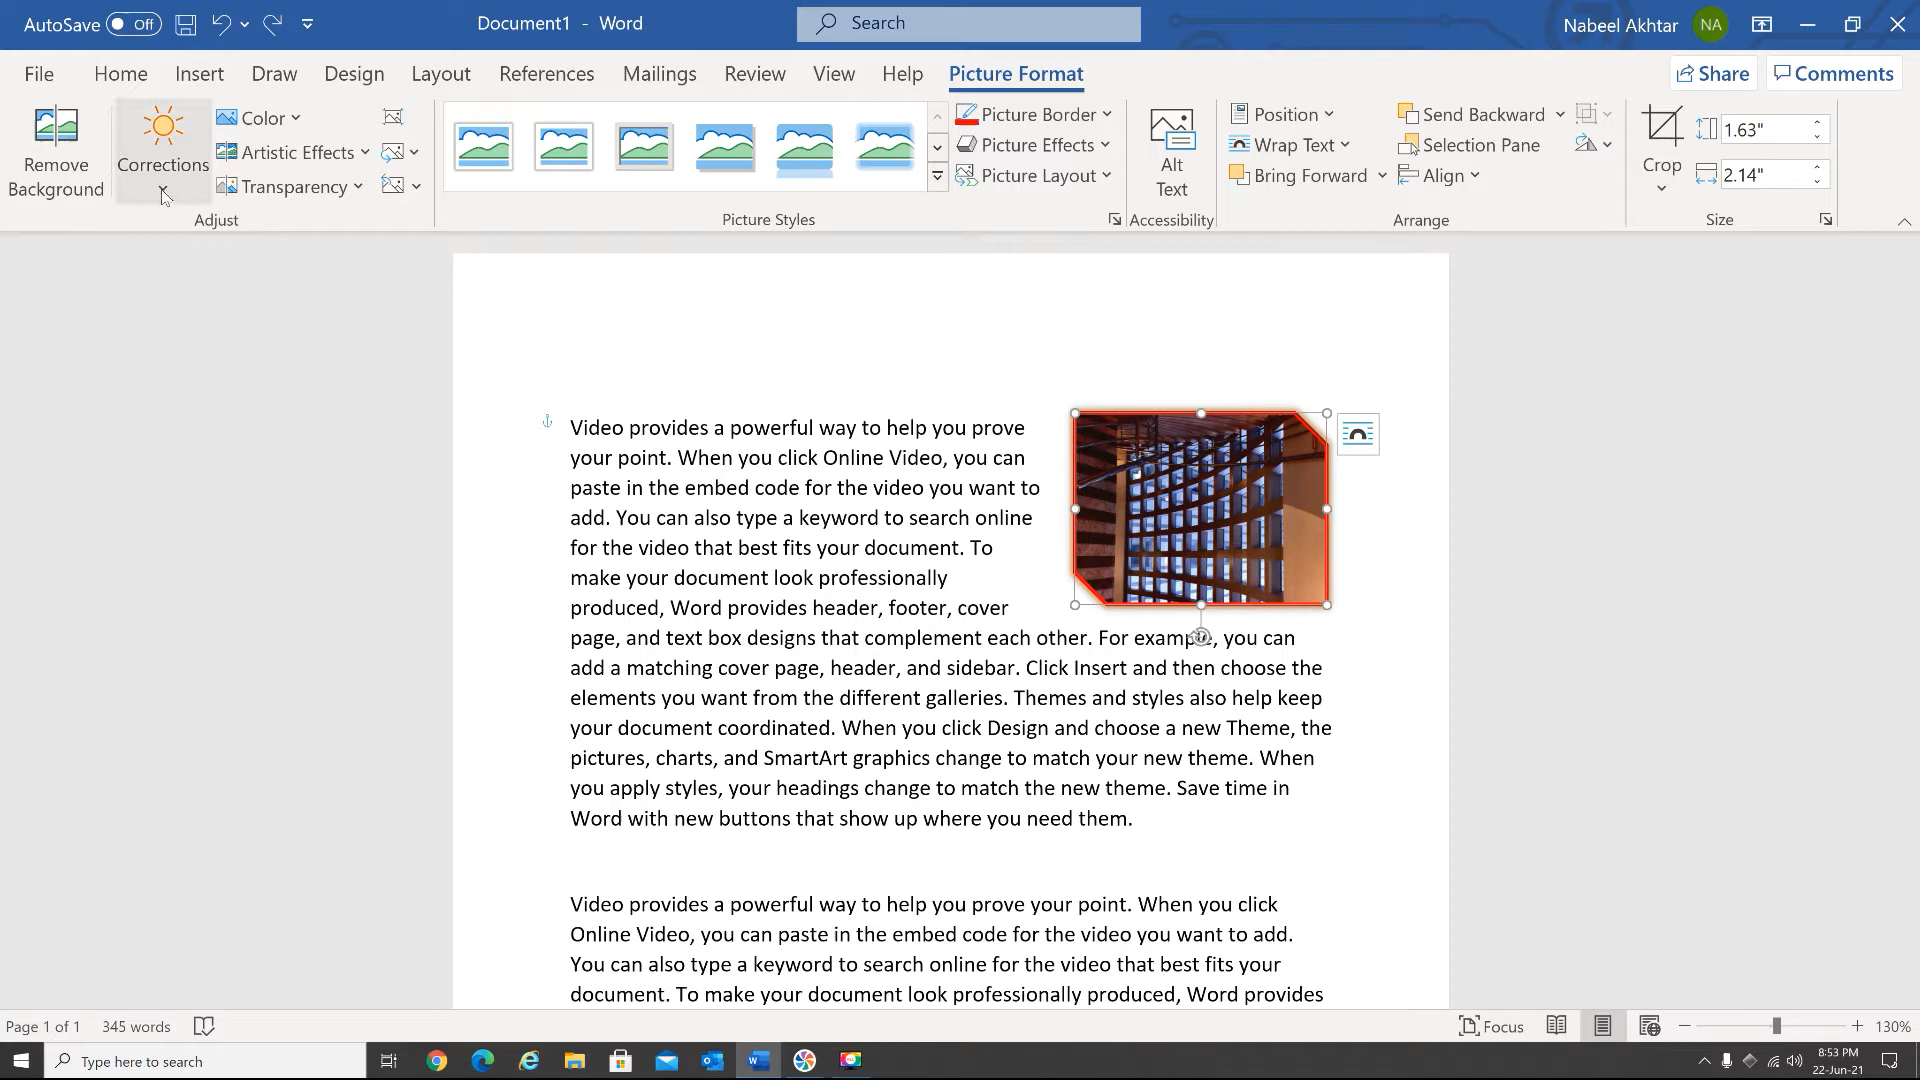 AutoSave Off Document1 - Word Search Nabeel Akhtar NA
File Home Insert Draw Design Layout References Mailings Review View Help Picture Format Share Comments
Remove Background
Corrections
Color
Artistic Effects
Transparency
Adjust
Picture Styles
Picture Border
Picture Effects
Picture Layout
Alt Text
Accessibility
Position
Wrap Text
Bring Forward
Send Backward
Selection Pane
Align
Arrange
Crop
1.63"
2.14"
Size
Video provides a powerful way to help you prove
your point. When you click Online Video, you can
paste in the embed code for the video you want to
add. You can also type a keyword to search online
for the video that best fits your document. To
make your document look professionally
produced, Word provides header, footer, cover
page, and text box designs that complement each other. For example, you can
add a matching cover page, header, and sidebar. Click Insert and then choose the
elements you want from the different galleries. Themes and styles also help keep
your document coordinated. When you click Design and choose a new Theme, the
pictures, charts, and SmartArt graphics change to match your new theme. When
you apply styles, your headings change to match the new theme. Save time in
Word with new buttons that show up where you need them.
Video provides a powerful way to help you prove your point. When you click
Online Video, you can paste in the embed code for the video you want to add.
You can also type a keyword to search online for the video that best fits your
document. To make your document look professionally produced, Word provides
Page 1 of 1 345 words Focus 130%
Type here to search
8:53 PM
22-Jun-21